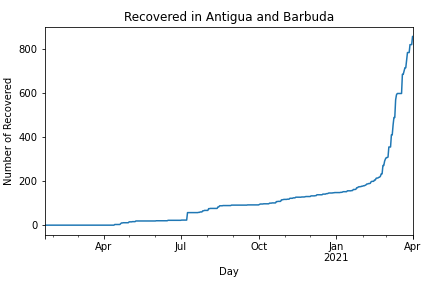 Recovered in Antigua and Barbuda
Number of Recovered
800
600
400
200
0
Apr
Jul
Oct
Jan
2021
Apr
Day